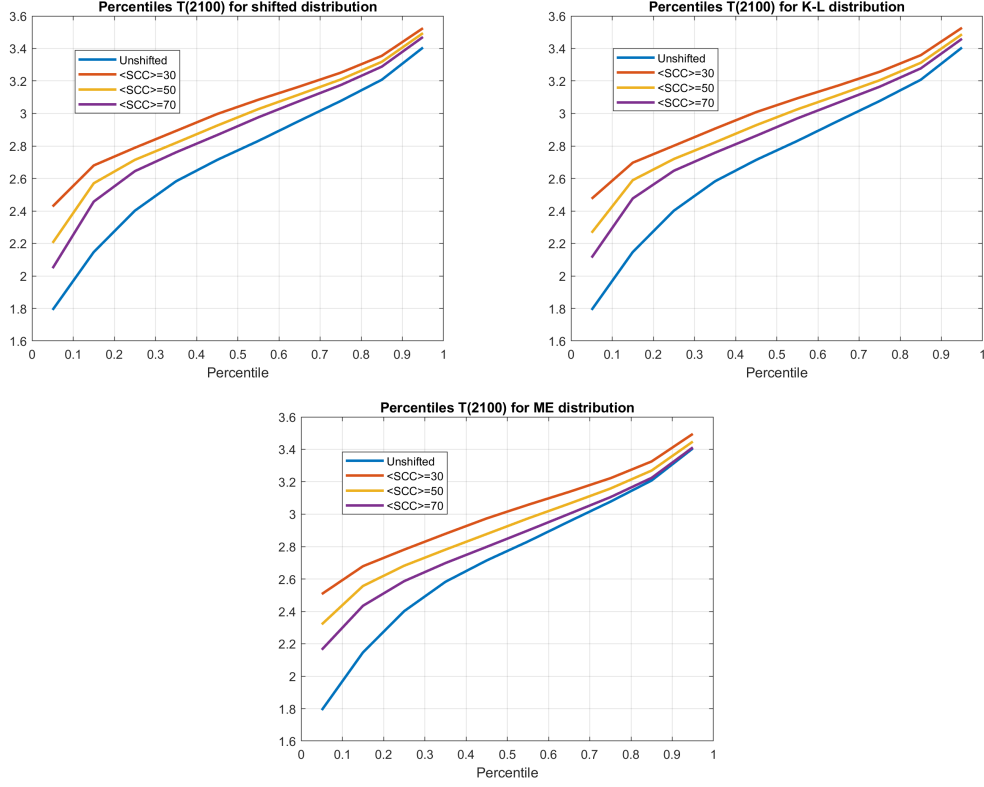 Percentiles T(2100) for shifted distribution
3.6
3.4
3.2
3
2.8
2.6
2.4
2.2
2
1.8
1.6
Unshifted
<SCC>=30
<SCC>=50
<SCC>=70
0 0.1 0.2 0.3 0.4 0.5 0.6 0.7 0.8 0.9 1
Percentile
Percentiles T(2100) for K-L distribution
3.6
3.4
3.2
3
2.8
2.6
2.4
2.2
2
1.8
1.6
Unshifted
<SCC>=30
<SCC>=50
<SCC>=70
0 0.1 0.2 0.3 0.4 0.5 0.6 0.7 0.8 0.9 1
Percentile
Percentiles T(2100) for ME distribution
3.6
3.4
3.2
3
2.8
2.6
2.4
2.2
2
1.8
1.6
Unshifted
<SCC>=30
<SCC>=50
<SCC>=70
0 0.1 0.2 0.3 0.4 0.5 0.6 0.7 0.8 0.9 1
Percentile